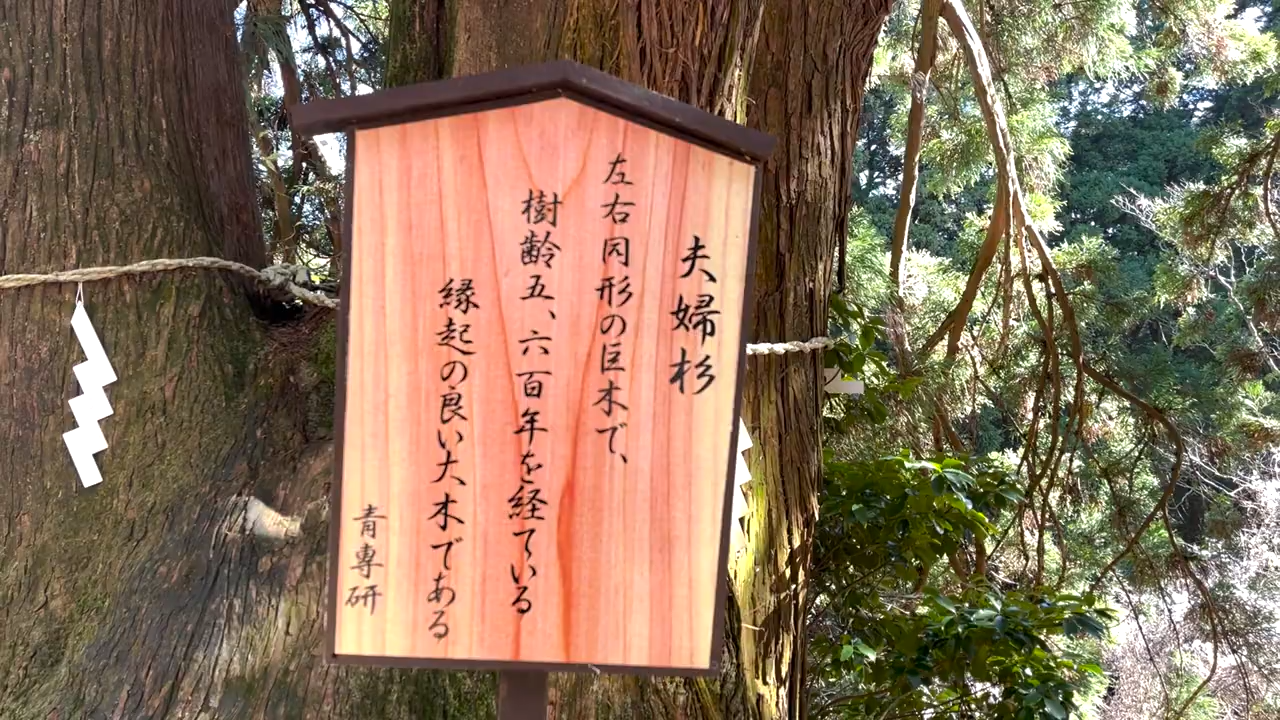 夫婦杉
左右同形の巨木で、
樹齢五、六百年を経ている
縁起の良い大木である
青専研